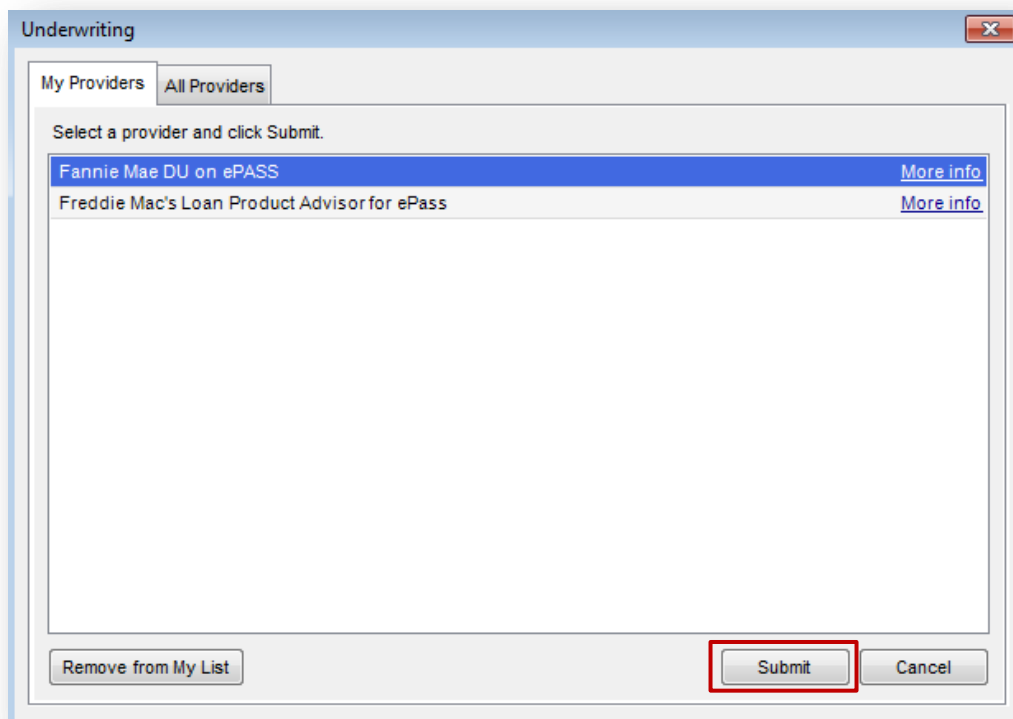 Underwriting
My Providers All Providers
Select a provider and click Submit.
Fannie Mae DU on ePASS More info
Freddie Mac's Loan Product Advisor for ePass More info
Remove from My List Submit Cancel